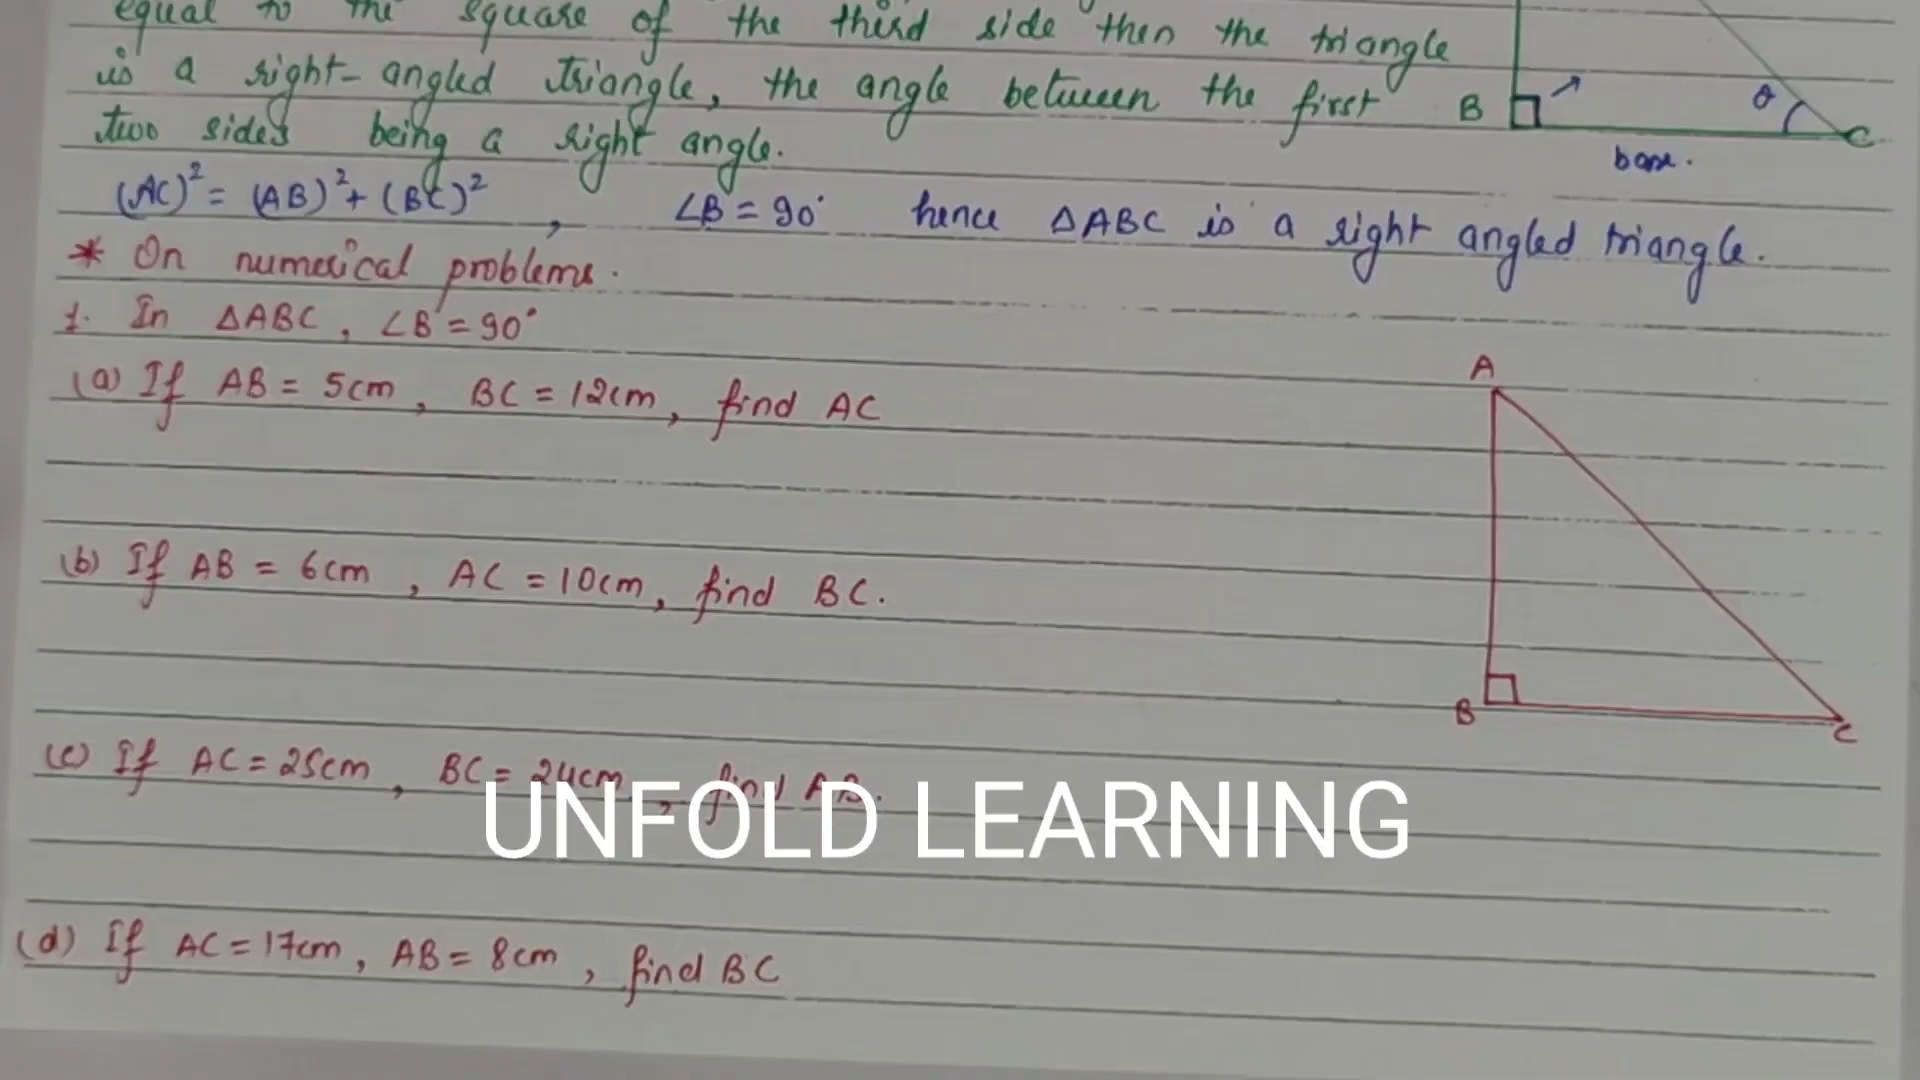 equal to the square of the third side then the triangle
is a right-angled triangle, the angle between the first
two sides being a right angle.
B
θ
C
base.
(AC)² = (AB)² + (BC)² , ∠B = 90° hence ΔABC is a right angled triangle.
* On numerical problems.
1. In ΔABC, ∠B = 90°
(a) If AB = 5cm, BC = 12cm, find AC
A
(b) If AB = 6cm, AC = 10cm, find BC.
B
C
(c) If AC = 25cm, BC = 24cm, find AB.
UNFOLD LEARNING
(d) If AC = 17cm, AB = 8cm, find BC